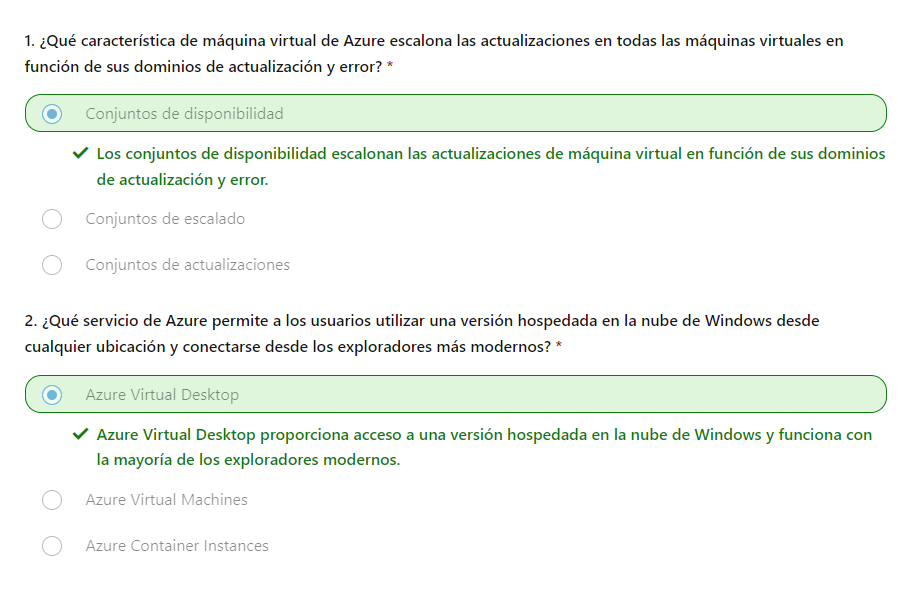 1. ¿Qué característica de máquina virtual de Azure escalona las actualizaciones en todas las máquinas virtuales en
función de sus dominios de actualización y error? *
Conjuntos de disponibilidad
Los conjuntos de disponibilidad escalonan las actualizaciones de máquina virtual en función de sus dominios
de actualización y error.
Conjuntos de escalado
Conjuntos de actualizaciones
2. ¿Qué servicio de Azure permite a los usuarios utilizar una versión hospedada en la nube de Windows desde
cualquier ubicación y conectarse desde los exploradores más modernos? *
Azure Virtual Desktop
Azure Virtual Desktop proporciona acceso a una versión hospedada en la nube de Windows y funciona con
la mayoría de los exploradores modernos.
Azure Virtual Machines
Azure Container Instances